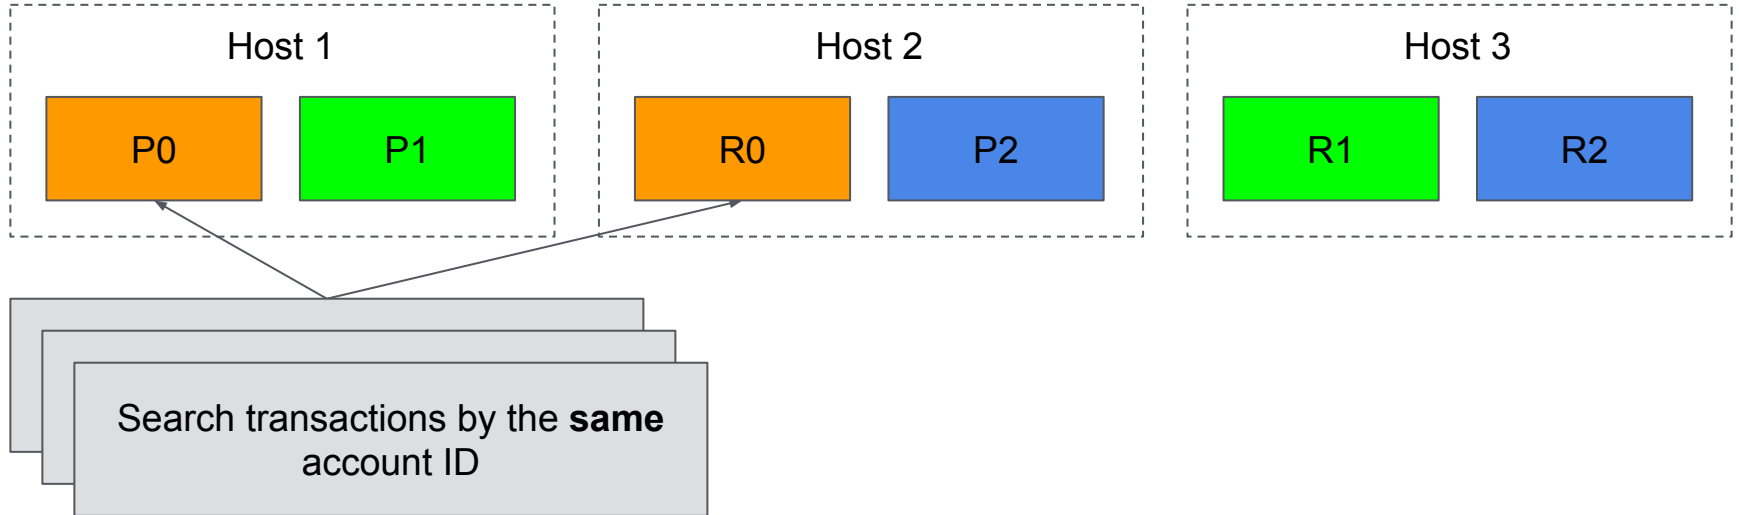 Host 1
Host 2
Host 3
P0
P1
R0
P2
R1
R2
Search transactions by the same
account ID